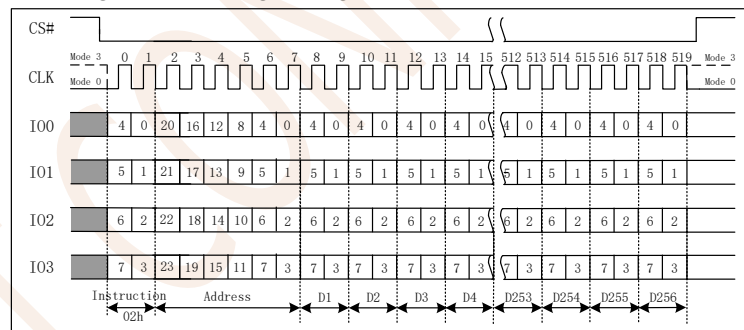 CS#
Mode 3 0 1 2 3 4 5 6 7 8 9 10 11 12 13 14 15 512 513 514 515 516 517 518 519 Mode 3
CLK Mode 0 Mode 0
IO0 4 0 20 16 12 8 4 0 4 0 4 0 4 0 4 0 4 0 4 0 4 0 4 0
IO1 5 1 21 17 13 9 5 1 5 1 5 1 5 1 5 1 5 1 5 1 5 1 5 1
IO2 6 2 22 18 14 10 6 2 6 2 6 2 6 2 6 2 6 2 6 2 6 2 6 2
IO3 7 3 23 19 15 11 7 3 7 3 7 3 7 3 7 3 7 3 7 3 7 3 7 3
Instruction Address D1 D2 D3 D4 D253 D254 D255 D256
02h